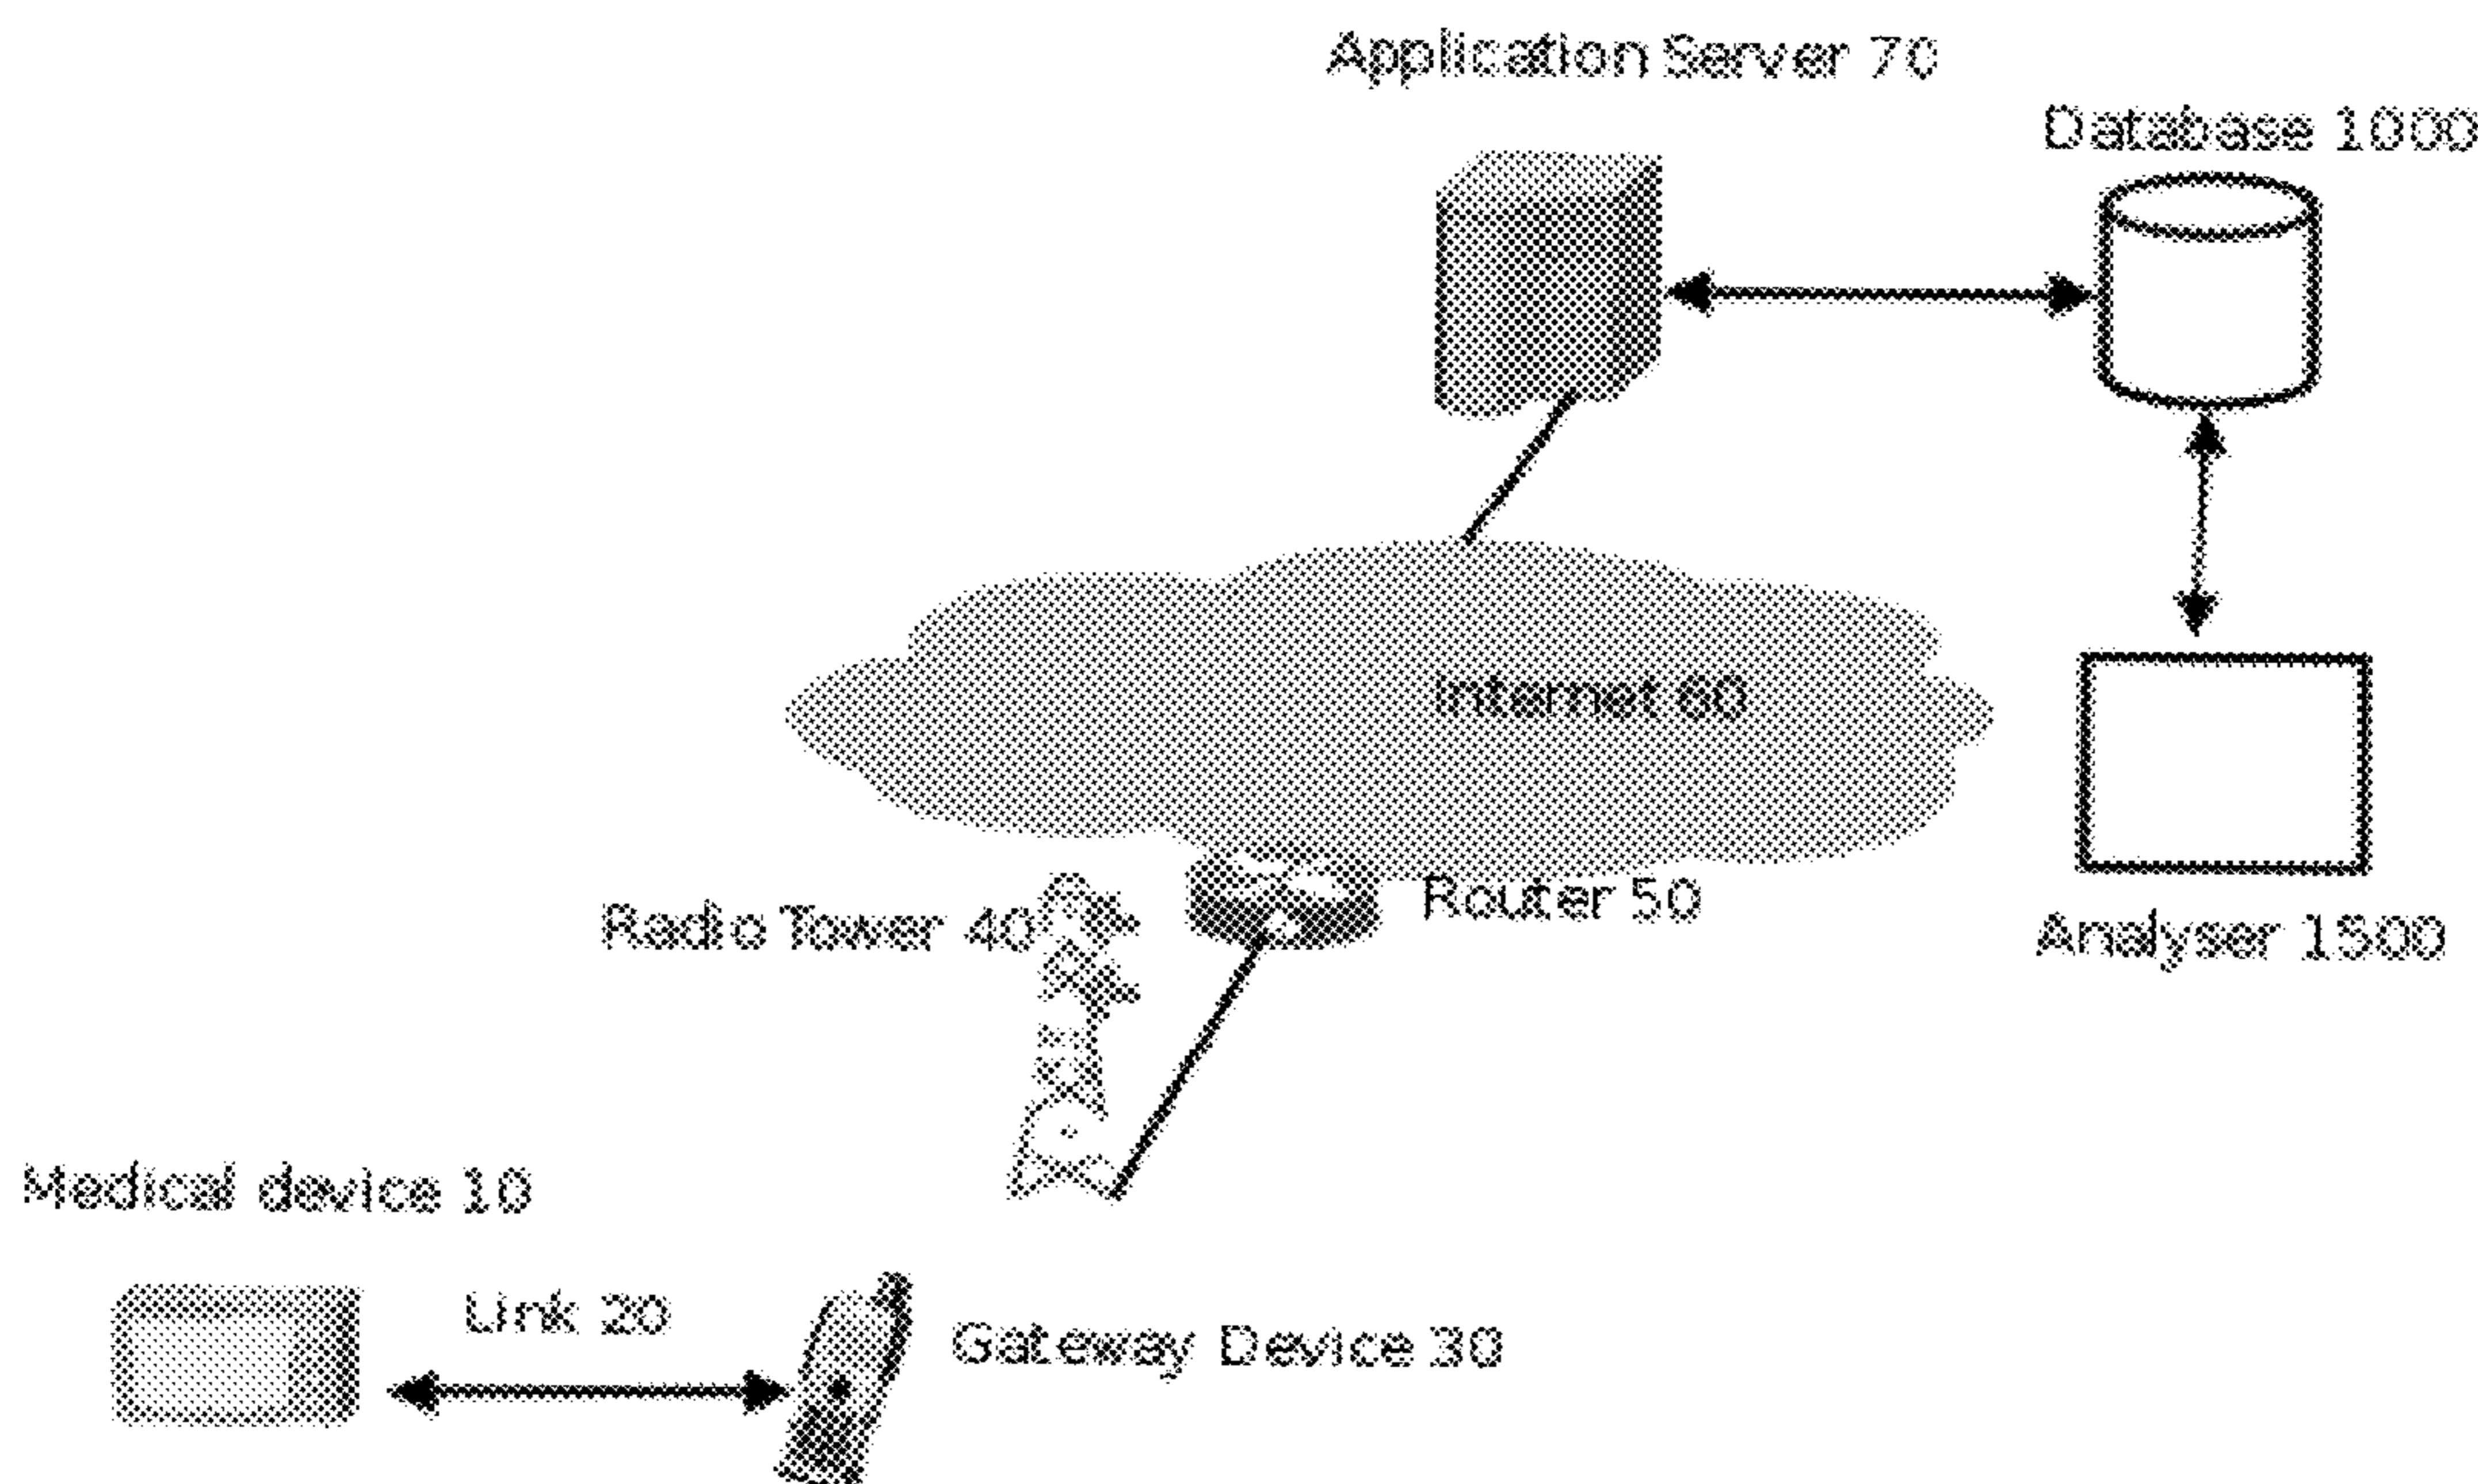 Application Server 70
Database 1000
Internet 60
Radio Tower 40
Router 50
Analyser 1500
Medical device 10
Link 20
Gateway Device 30